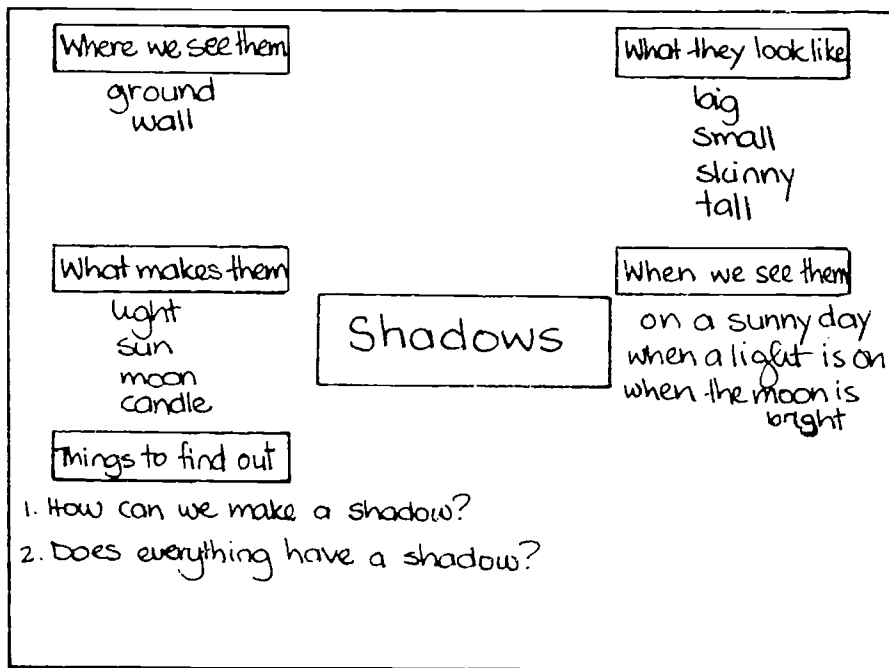 Where we see them
ground
wall
What they look like
big
small
skinny
tall
What makes them
light
sun
moon
candle
Shadows
When we see them
on a sunny day
when a light is on
when the moon is
bright
Things to find out
1. How can we make a shadow?
2. Does everything have a shadow?